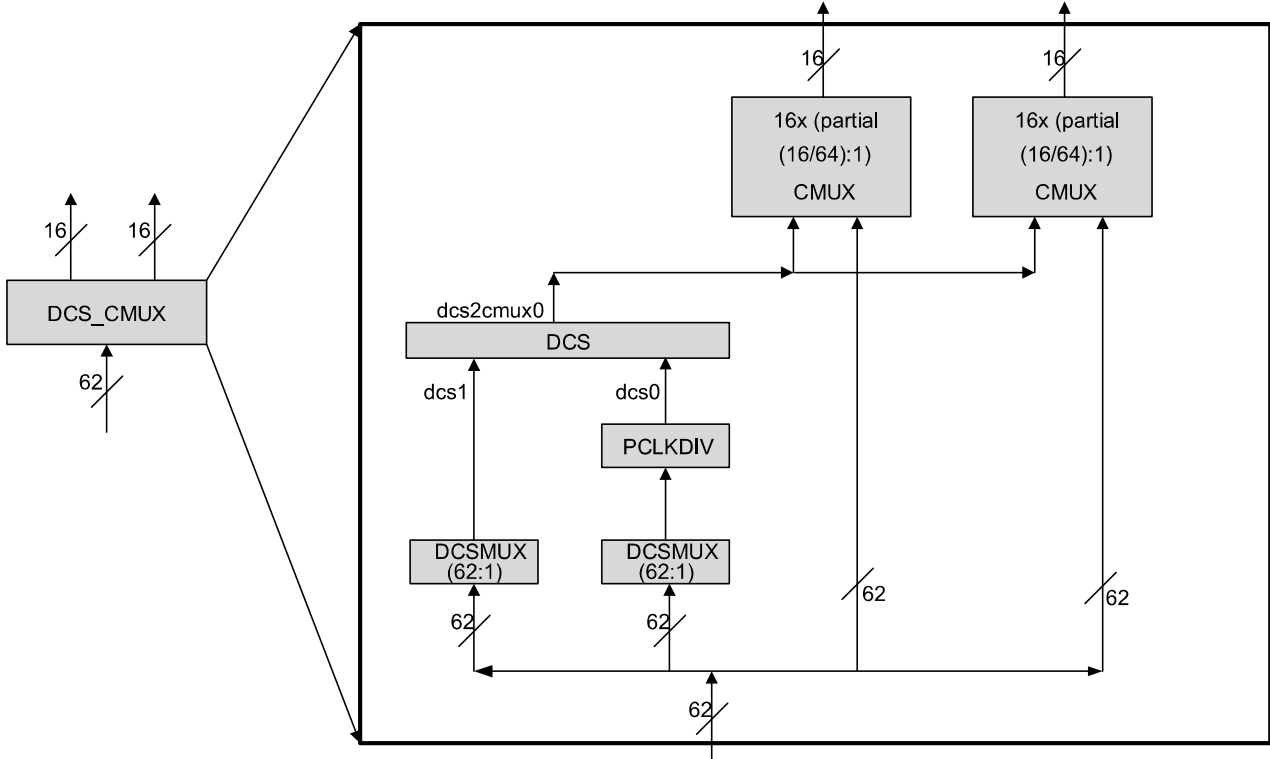 16
16
16x (partial
(16/64):1)
CMUX
16x (partial
(16/64):1)
CMUX
16
16
DCS_CMUX
62
dcs2cmux0
DCS
dcs1
dcs0
PCLKDIV
DCSMUX
(62:1)
DCSMUX
(62:1)
62
62
62
62
62